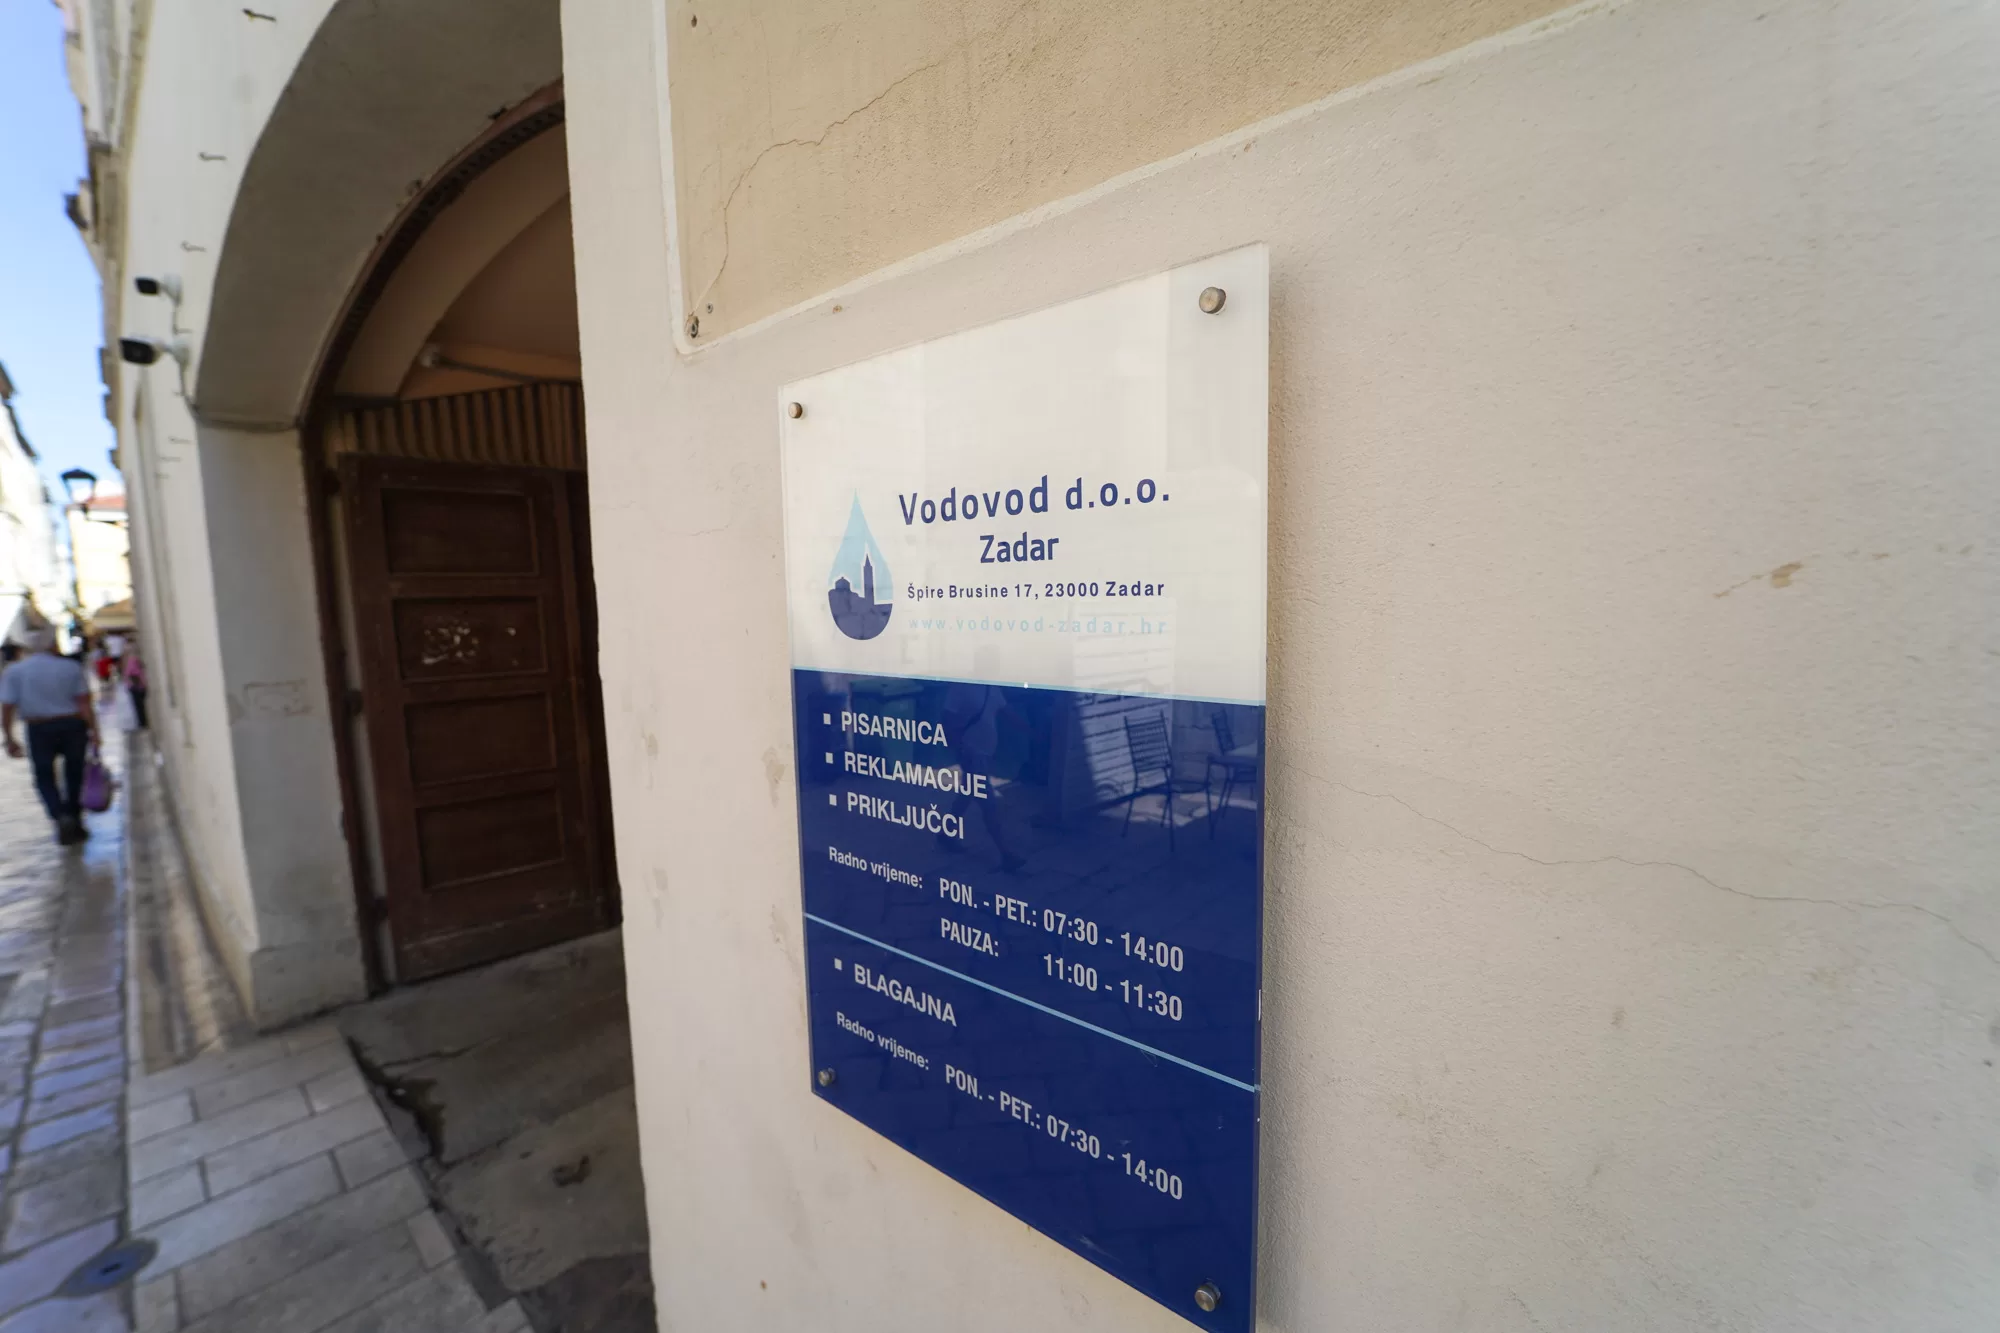 Vodovod d.o.o.
Zadar
Špire Brusine 17, 23000 Zadar
www.vodovod-zadar.hr
▪ PISARNICA
▪ REKLAMACIJE
▪ PRIKLJUČCI
Radno vrijeme: PON. - PET.: 07:30 - 14:00
PAUZA: 11:00 - 11:30
▪ BLAGAJNA
Radno vrijeme: PON. - PET.: 07:30 - 14:00